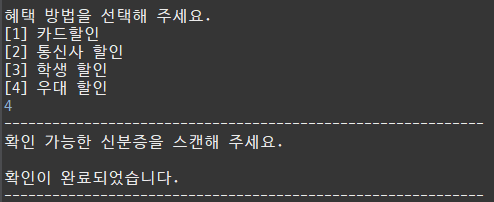 혜택 방법을 선택해 주세요.
[1] 카드할인
[2] 통신사 할인
[3] 학생 할인
[4] 우대 할인
4
------------------------------------------------------------
확인 가능한 신분증을 스캔해 주세요.
확인이 완료되었습니다.
------------------------------------------------------------